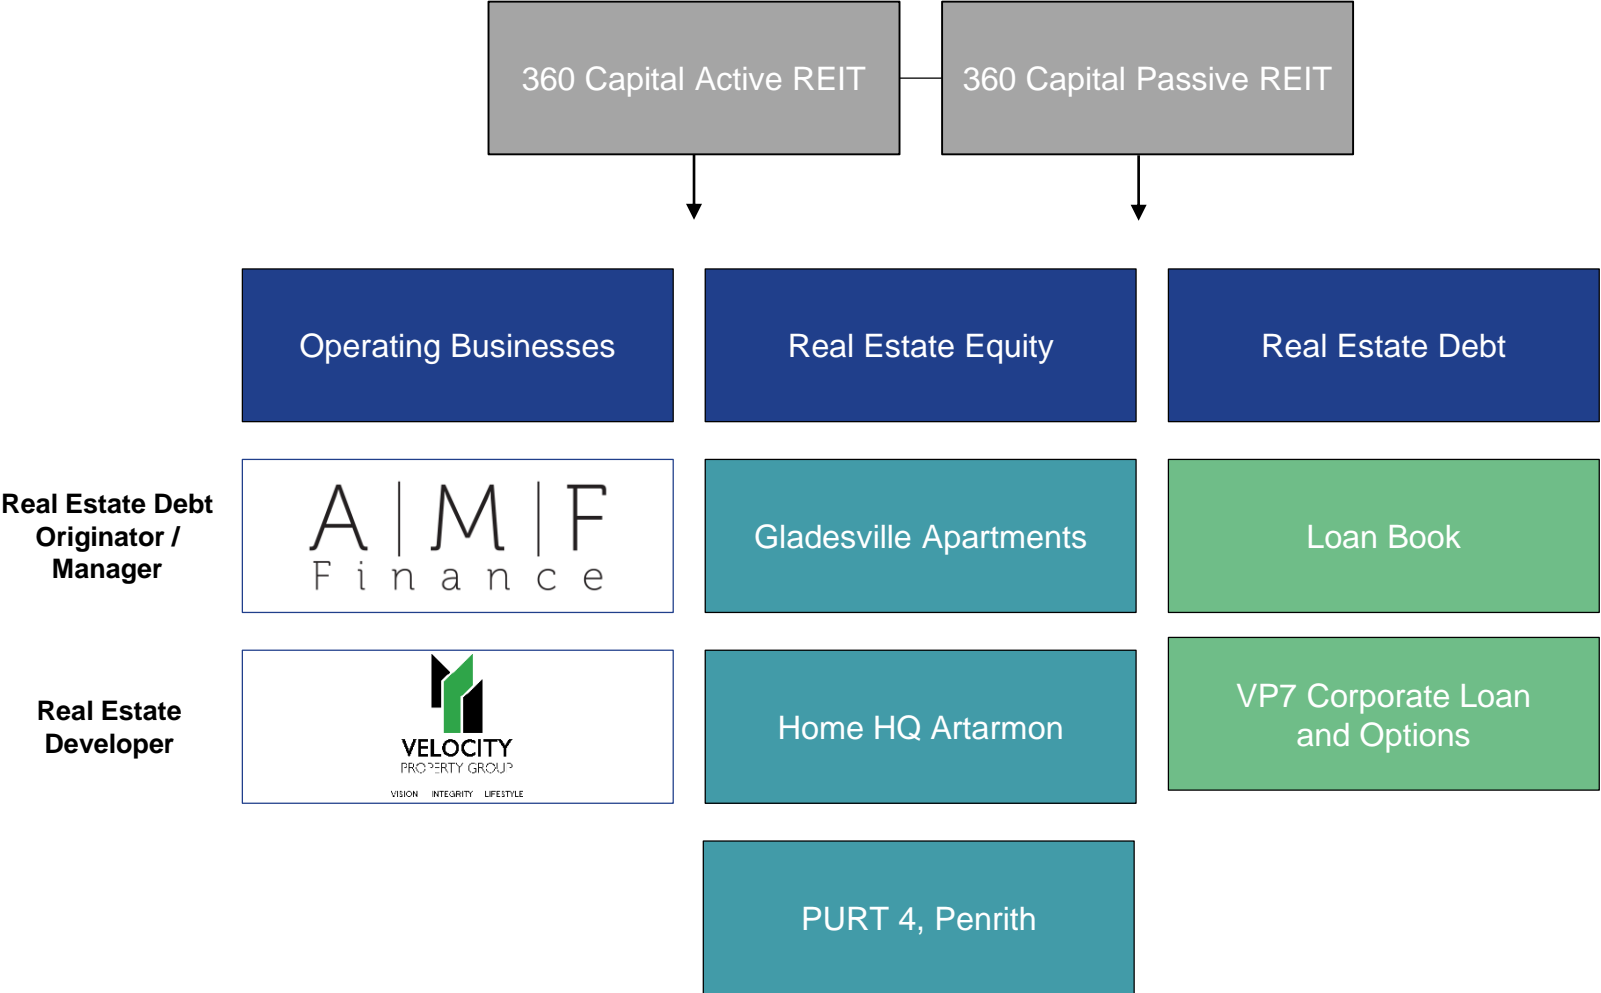 360 Capital Active REIT
360 Capital Passive REIT
Operating Businesses
Real Estate Equity
Real Estate Debt
Real Estate Debt
Originator /
Manager
A|M|F
Finance
Gladesville Apartments
Loan Book
Real Estate
Developer
VELOCITY
PROPERTY GROUP
VISION INTEGRITY LIFESTYLE
Home HQ Artarmon
VP7 Corporate Loan
and Options
PURT 4, Penrith